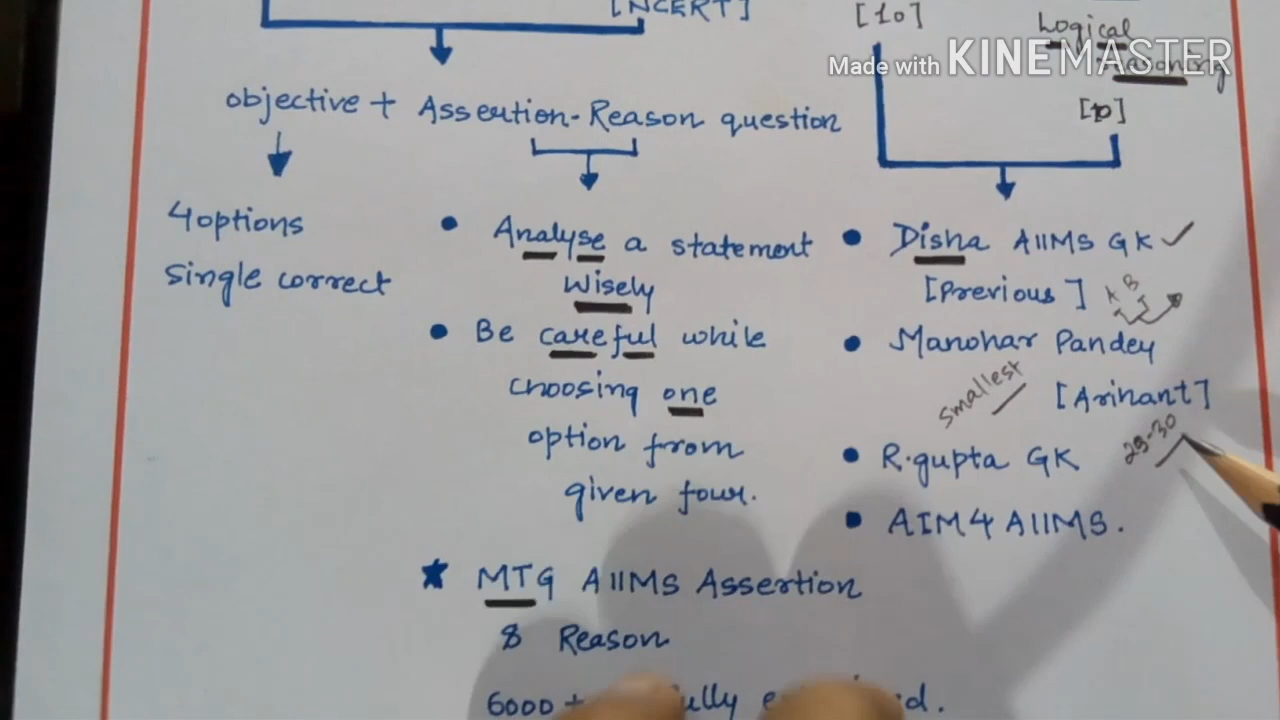 [NCERT]
[10]
Logical
Reasoning
Made with KINEMASTER
[10]
objective + Assertion-Reason question
4options
single correct
• Analyse a statement
wisely
• Be careful while
choosing one
option from
given four.
★ MTG AIIMS Assertion
& Reason
6000+
• Disha AIIMS GK ✓
[Previous]
A B
• Manohar Pandey
smallest
[Arihant]
• R.gupta GK
29-30
• AIM4 AIIMS.